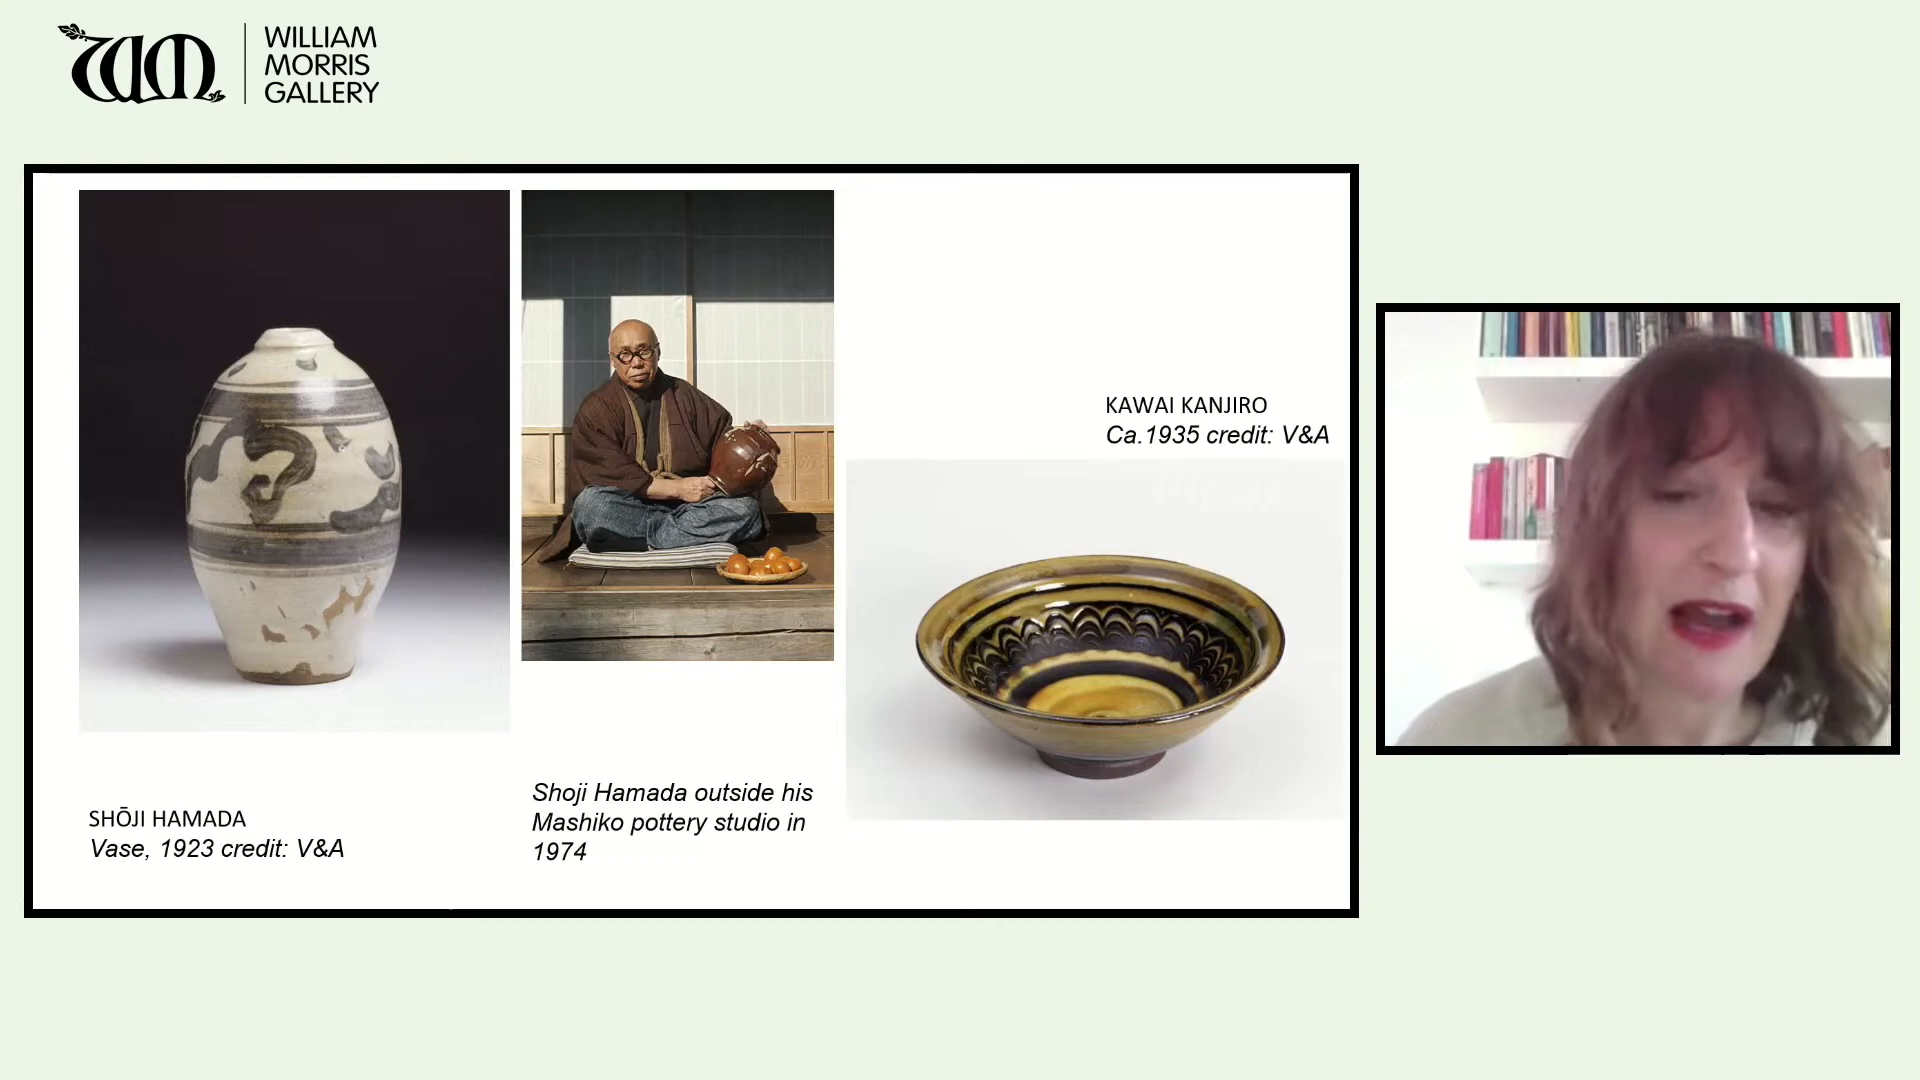 WILLIAM
MORRIS
GALLERY
KAWAI KANJIRO
Ca.1935 credit: V&A
SHŌJI HAMADA
Vase, 1923 credit: V&A
Shoji Hamada outside his
Mashiko pottery studio in
1974